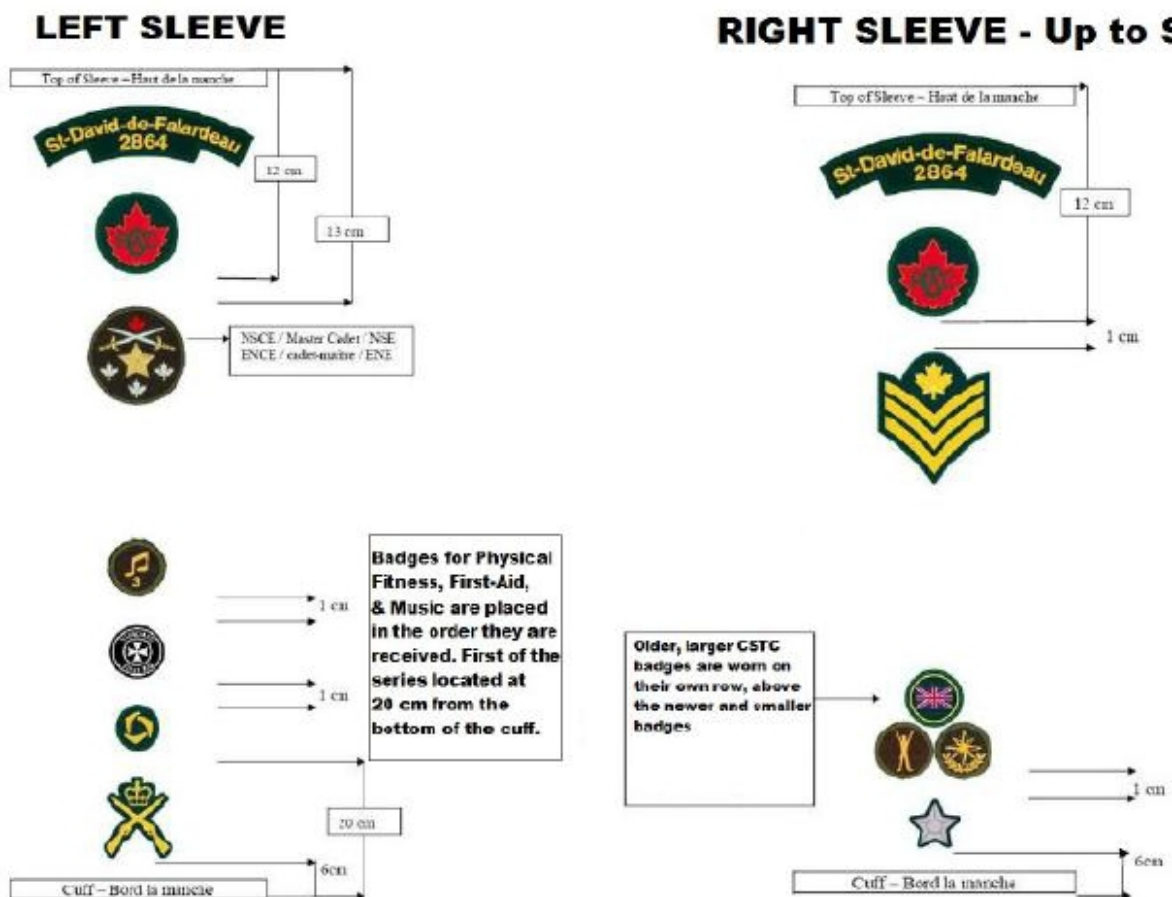 LEFT SLEEVE
Top of Sleeve – Haut de la manche
St-David-de-Falardeau
2864
12 cm
13 cm
NSCE / Master Cadet / NSE
ENCE / cadet-maître / ENE
3
1 cm
1 cm
Badges for Physical
Fitness, First-Aid,
& Music are placed
in the order they are
received. First of the
series located at
20 cm from the
bottom of the cuff.
20 cm
6cm
Cuff – Bord la manche
RIGHT SLEEVE - Up to S
Top of Sleeve – Haut de la manche
St-David-de-Falardeau
2864
12 cm
1 cm
Older, larger CSTC
badges are worn on
their own row, above
the newer and smaller
badges
1 cm
6cm
Cuff – Bord la manche